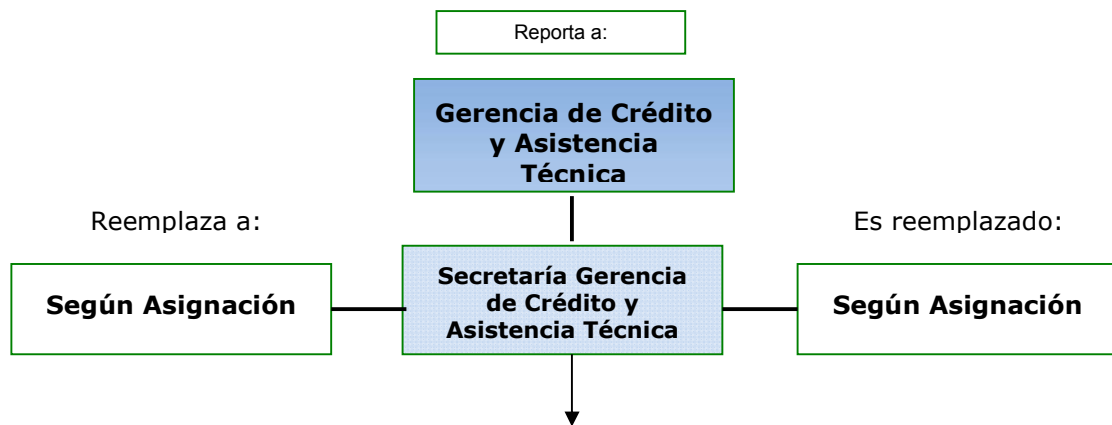 Reporta a:
Gerencia de Crédito
y Asistencia
Técnica
Reemplaza a:
Es reemplazado:
Según Asignación
Secretaría Gerencia
de Crédito y
Asistencia Técnica
Según Asignación